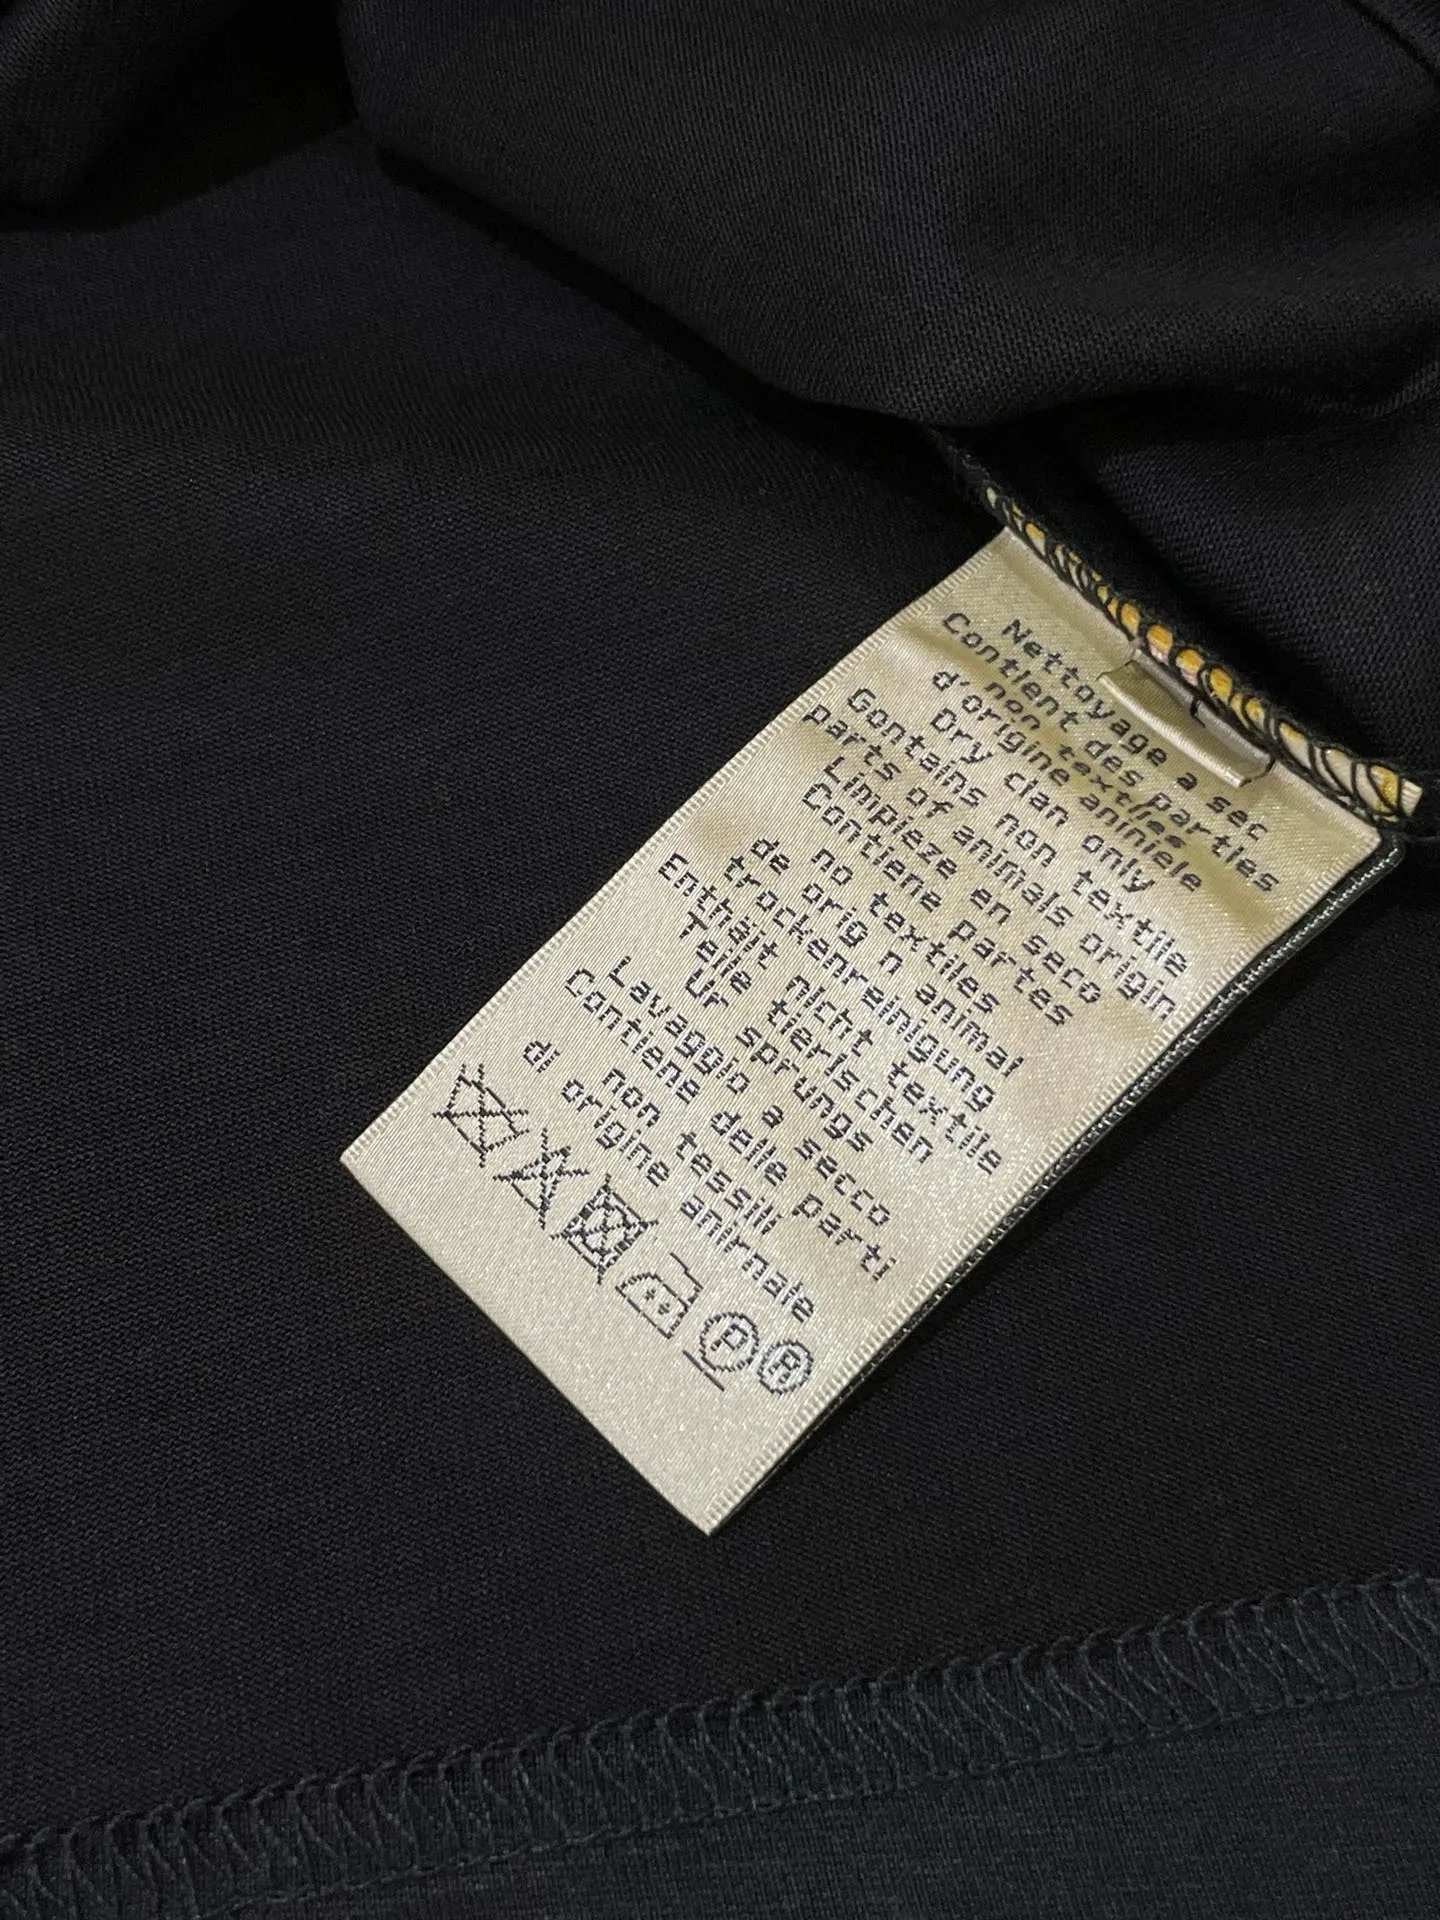 Nettoyage a sec
Contient des parties
non textiles
d'origine aniniele
Dry clan only
Gontains non textile
parts of animals origin
Limpieze en seco
Contiene partes
no textiles
de orig n animal
trockenreinigung
Enthält nicht textile
Teile tierischen
Ur sprungs
Lavaggio a secco
Contiene delle parti
non tessili
di origine anirnale
P R